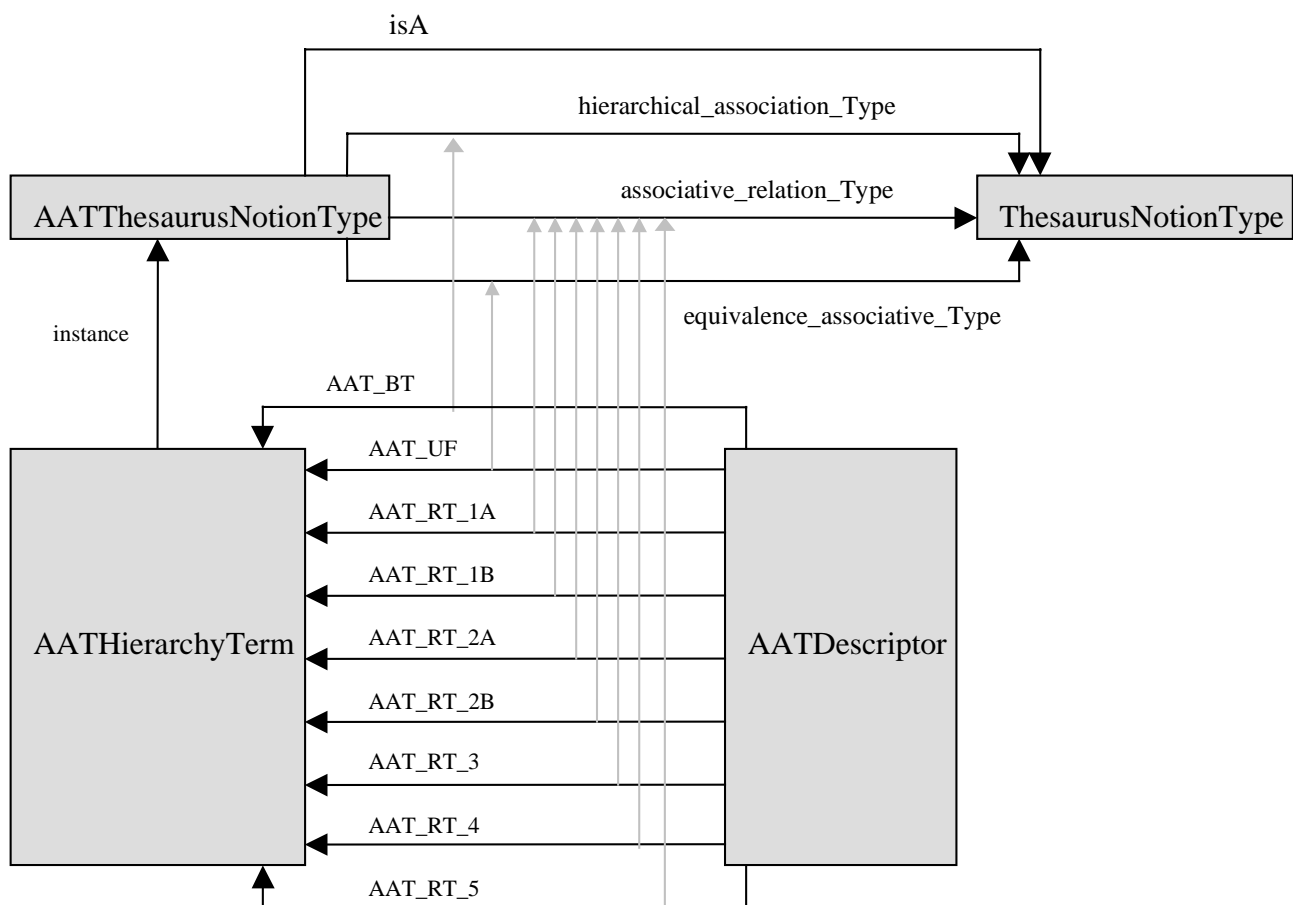 isA
hierarchical_association_Type
associative_relation_Type
AATThesaurusNotionType
ThesaurusNotionType
equivalence_associative_Type
instance
AAT_BT
AAT_UF
AAT_RT_1A
AAT_RT_1B
AATHierarchyTerm
AAT_RT_2A
AATDescriptor
AAT_RT_2B
AAT_RT_3
AAT_RT_4
AAT_RT_5